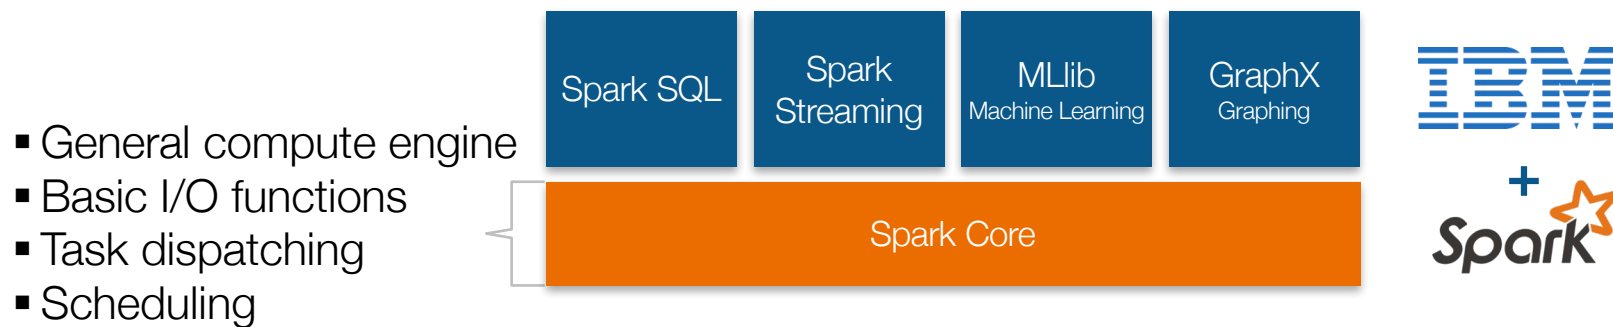 ▪ General compute engine
▪ Basic I/O functions
▪ Task dispatching
▪ Scheduling
Spark SQL
Spark
Streaming
MLlib
Machine Learning
GraphX
Graphing
Spark Core
IBM
+
Spark